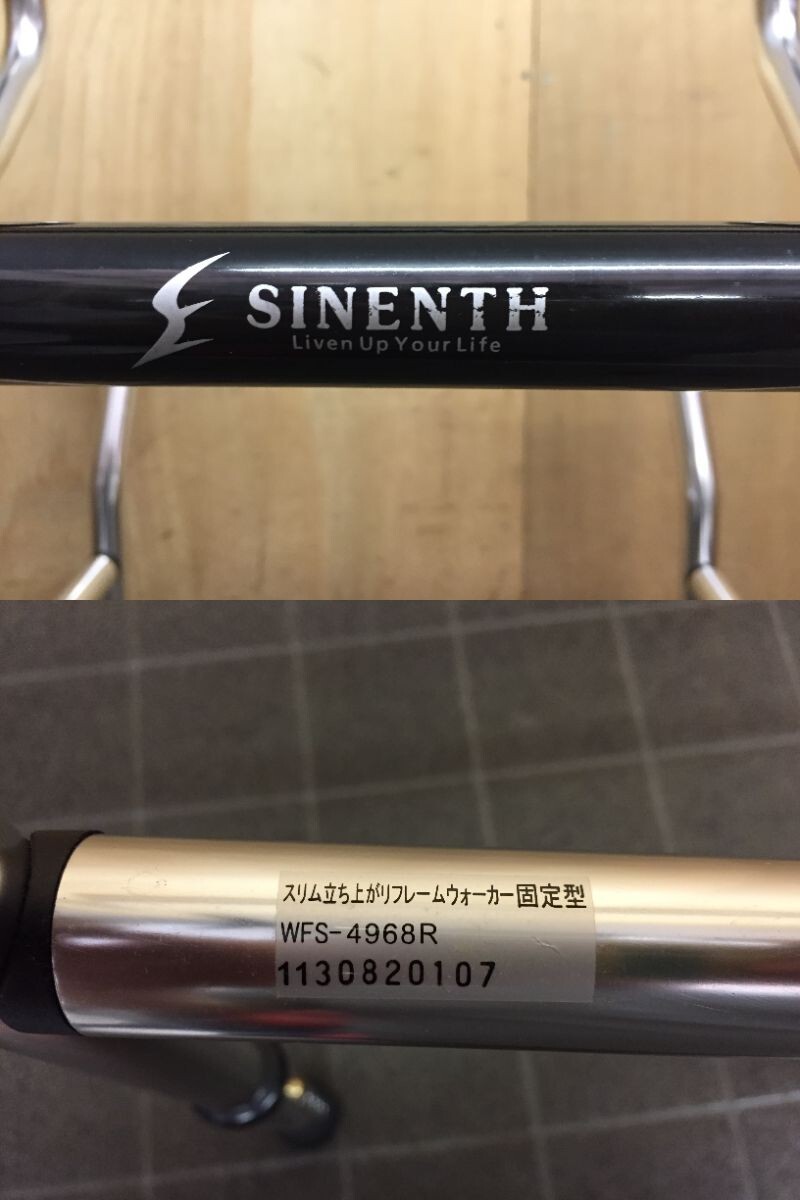 SINENTH
Liven Up Your Life
スリム立ち上がりフレームウォーカー固定型
WFS-4968R
1130820107